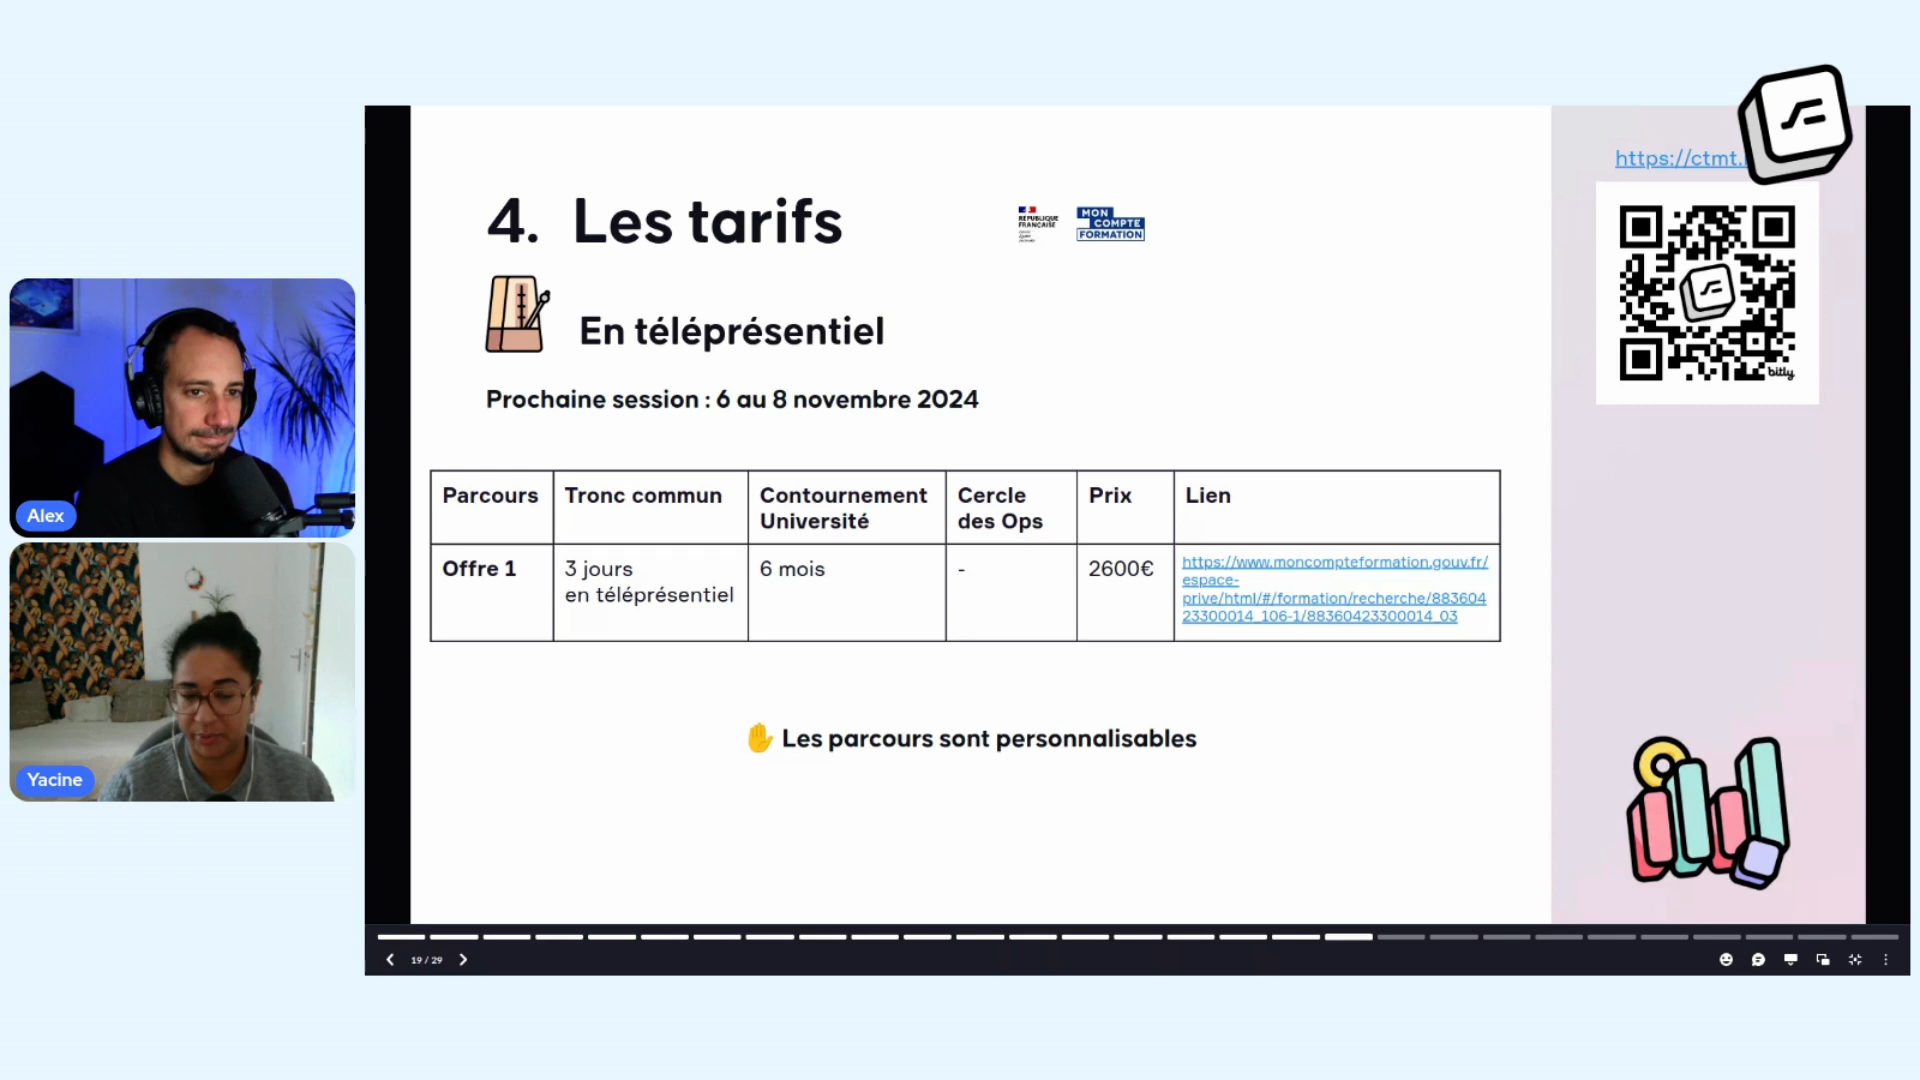 https://ctmt.
4. Les tarifs
RÉPUBLIQUE
FRANÇAISE
MON
COMPTE
FORMATION
En téléprésentiel
bitly
Prochaine session : 6 au 8 novembre 2024
Parcours
Tronc commun
Contournement
Université
Cercle
des Ops
Prix
Lien
Offre 1
3 jours
en téléprésentiel
6 mois
-
2600€
https://www.moncompteformation.gouv.fr/
espace-
prive/html/#/formation/recherche/883604
23300014_106-1/88360423300014_03
Alex
✋ Les parcours sont personnalisables
Yacine
19 / 29